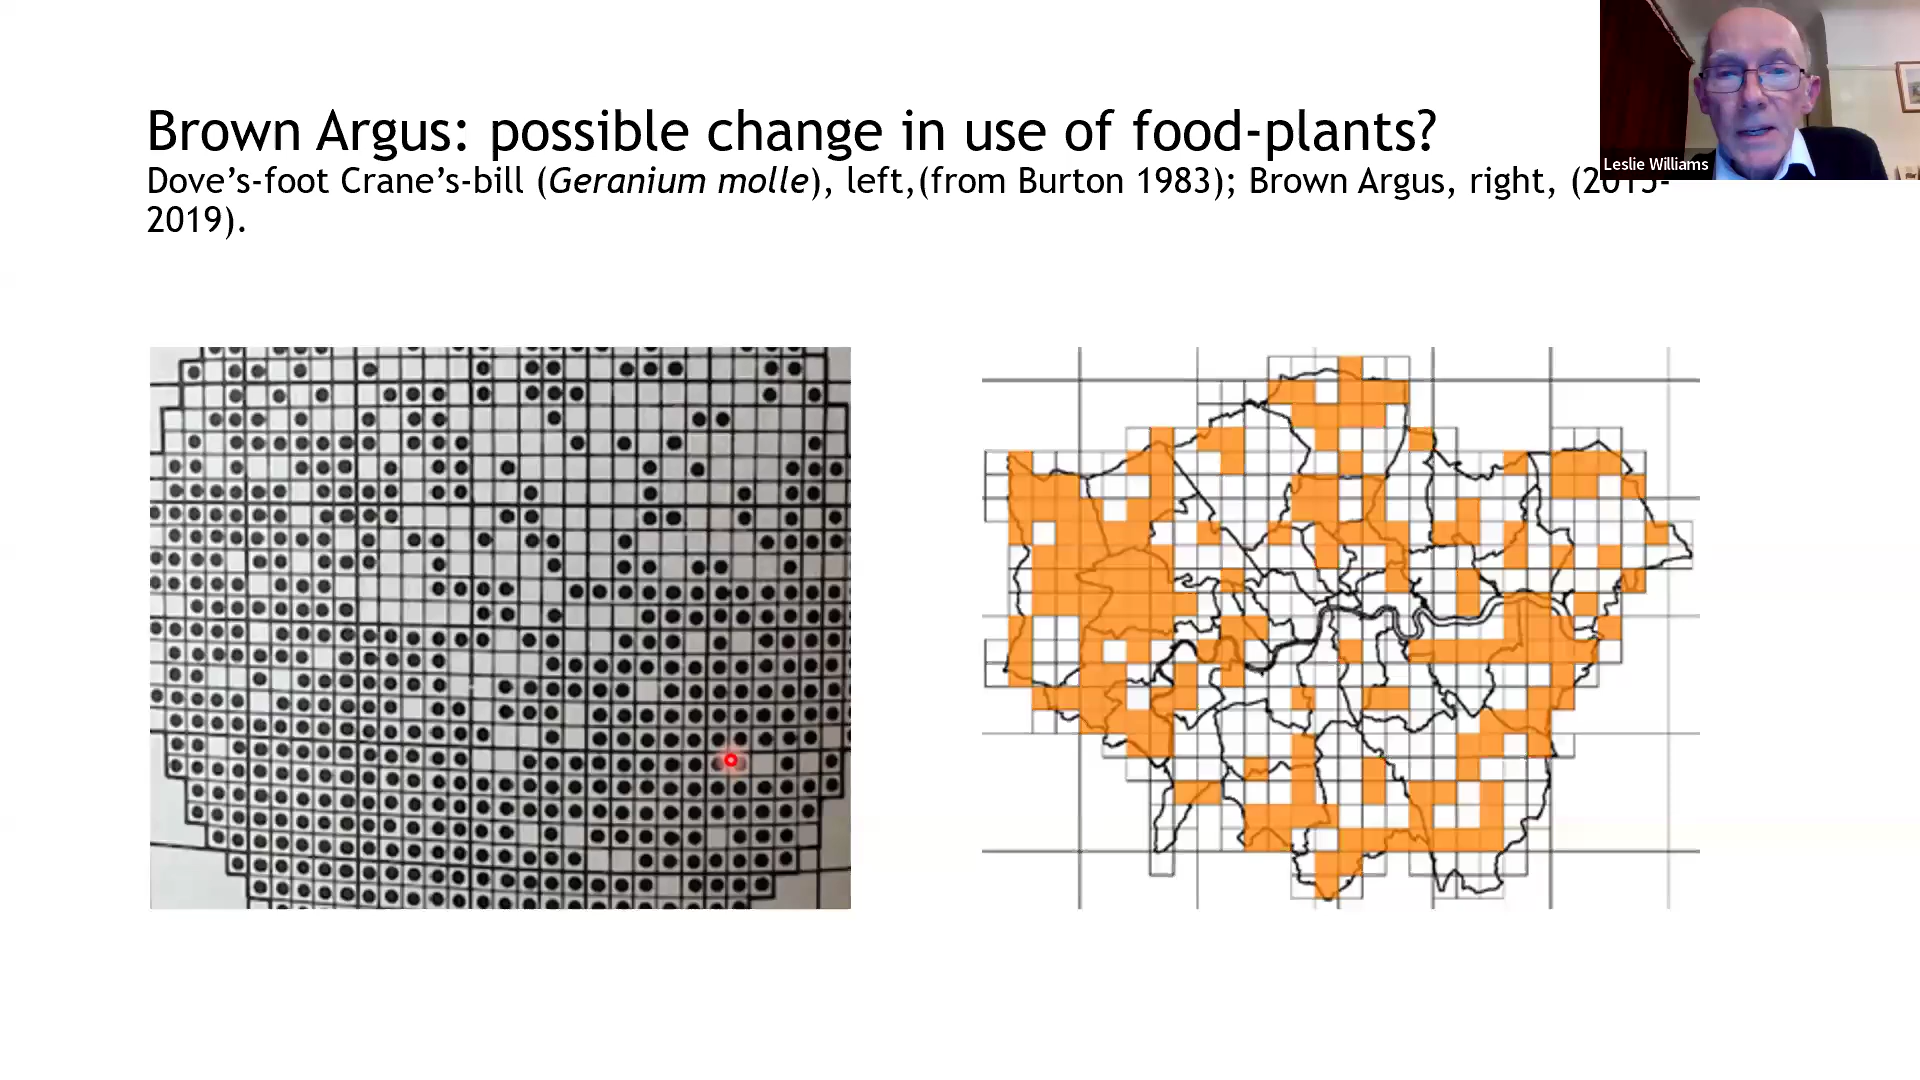 Brown Argus: possible change in use of food-plants?
Dove’s-foot Crane’s-bill (Geranium molle), left,(from Burton 1983); Brown Argus, right, (2015-
2019).
Leslie Williams